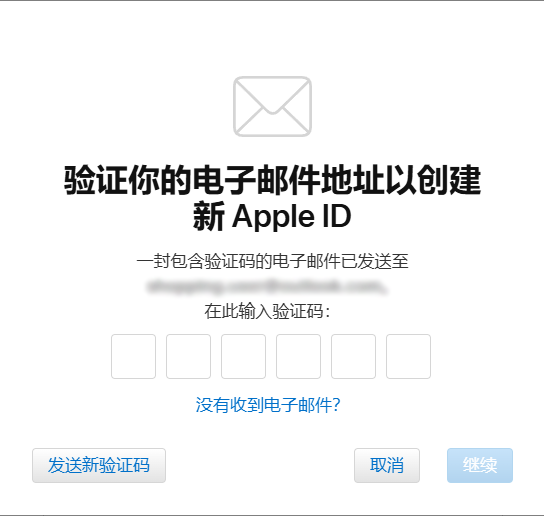 验证你的电子邮件地址以创建
新 Apple ID
一封包含验证码的电子邮件已发送至
在此输入验证码：
没有收到电子邮件？
发送新验证码
取消
继续